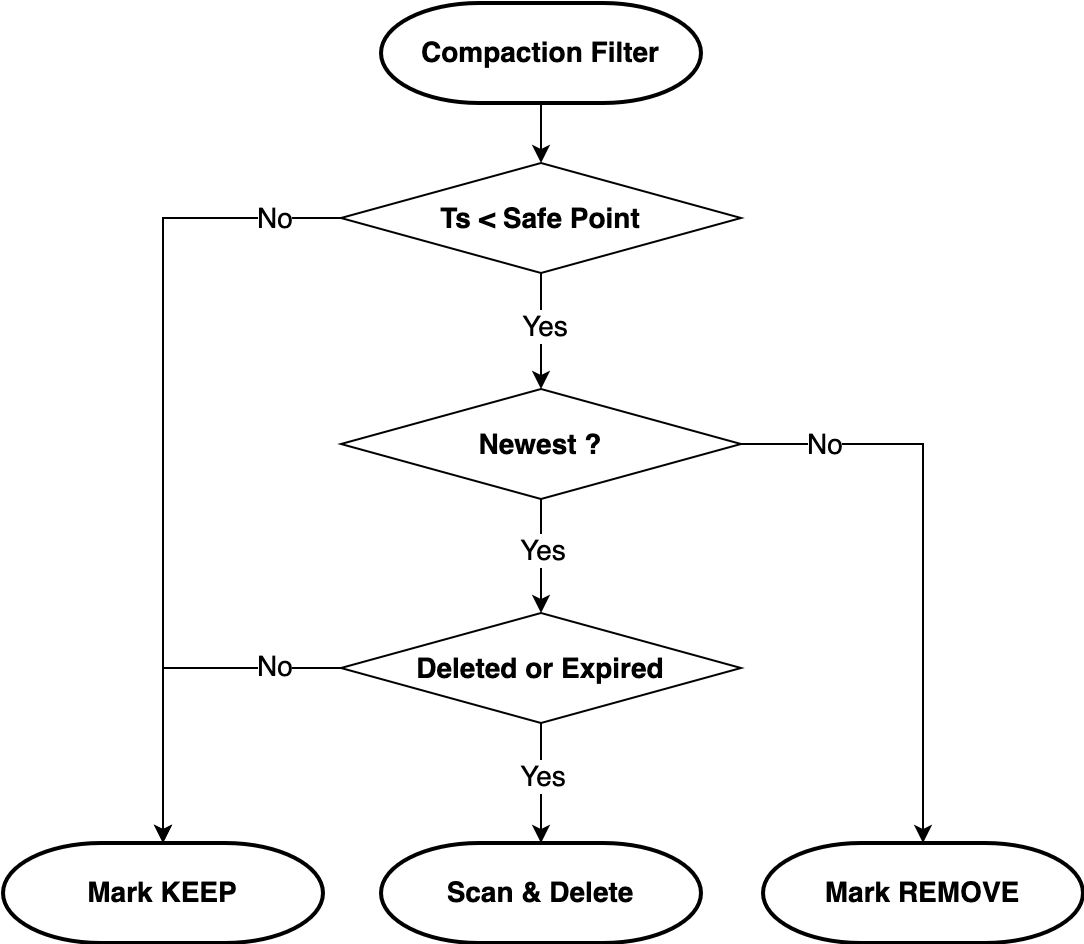 Compaction Filter
Ts < Safe Point
No
Yes
Newest ?
No
Yes
Deleted or Expired
No
Yes
Mark KEEP
Scan & Delete
Mark REMOVE